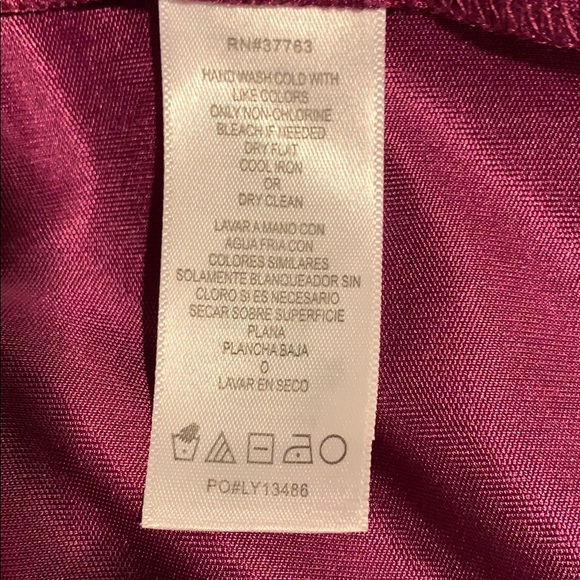 RN#37763
HAND WASH COLD WITH
LIKE COLORS
ONLY NON-CHLORINE
BLEACH IF NEEDED
DRY FLAT
COOL IRON
OR
DRY CLEAN
LAVAR A MANO CON
AGUA FRIA CON
COLORES SIMILARES
SOLAMENTE BLANQUEADOR SIN
CLORO SI ES NECESARIO
SECAR SOBRE SUPERFICIE
PLANA
PLANCHA BAJA
O
LAVAR EN SECO
PO#LY13486